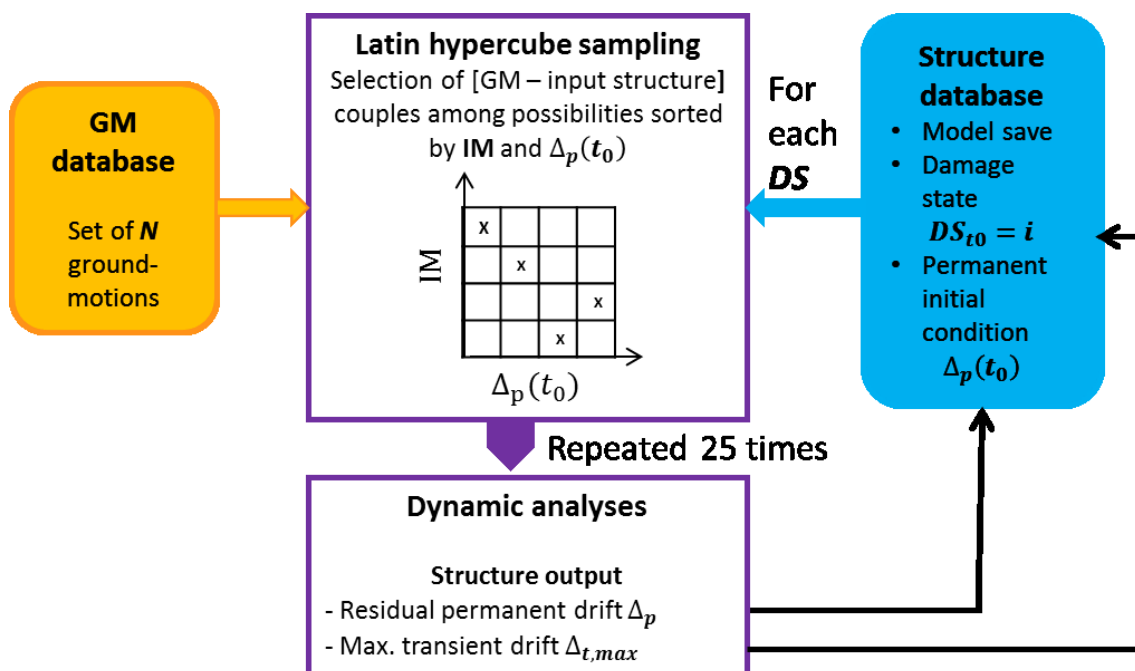 GM
database
Set of N
ground-
motions
Latin hypercube sampling
Selection of [GM – input structure]
couples among possibilities sorted
by IM and Δp(t0)
IM
x
x
x
x
Δp(t0)
For
each
DS
Structure
database
• Model save
• Damage
state
DSt0 = i
• Permanent
initial
condition
Δp(t0)
Repeated 25 times
Dynamic analyses
Structure output
- Residual permanent drift Δp
- Max. transient drift Δt,max